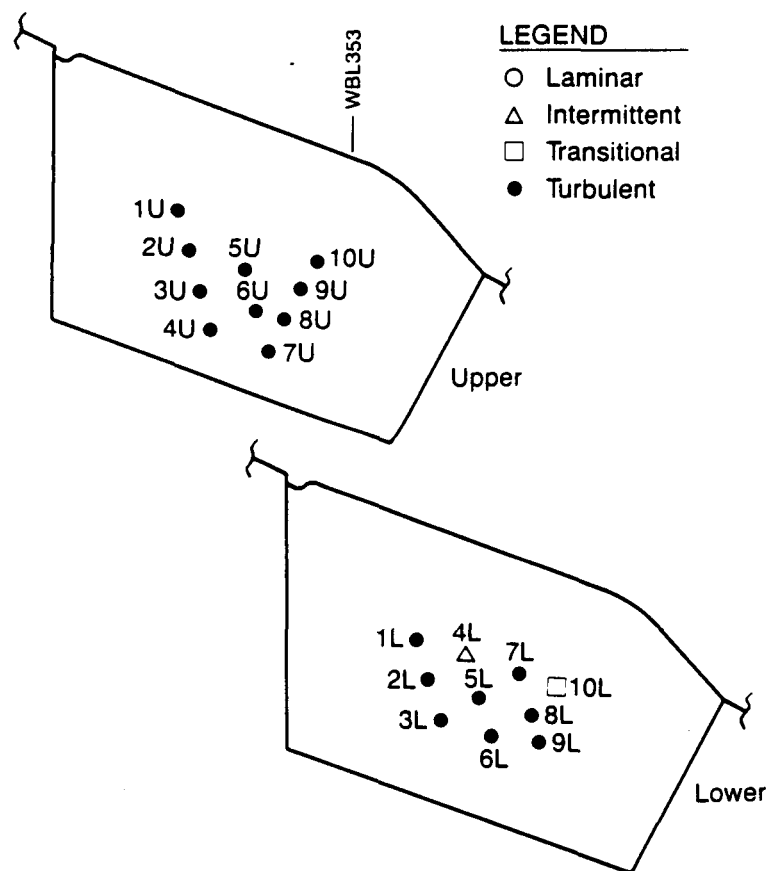 WBL353
LEGEND
Laminar
Intermittent
Transitional
Turbulent
1U
2U
5U
10U
3U
6U
9U
4U
8U
7U
Upper
1L
4L
7L
2L
5L
10L
3L
8L
6L
9L
Lower